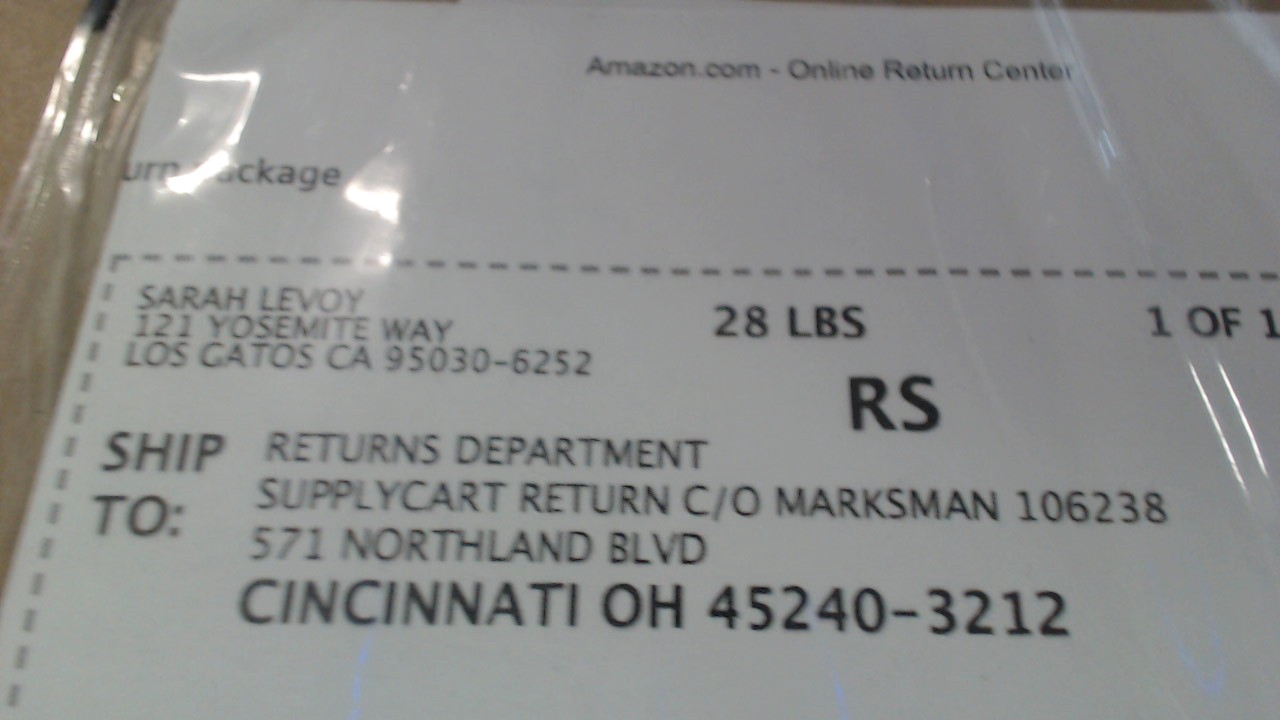 Amazon.com - Online Return Center
SARAH LEVOY
121 YOSEMITE WAY
LOS GATOS CA 95030-6252
28 LBS
1 OF 1
RS
SHIP TO:
RETURNS DEPARTMENT
SUPPLYCART RETURN C/O MARKSMAN 106238
571 NORTHLAND BLVD
CINCINNATI OH 45240-3212